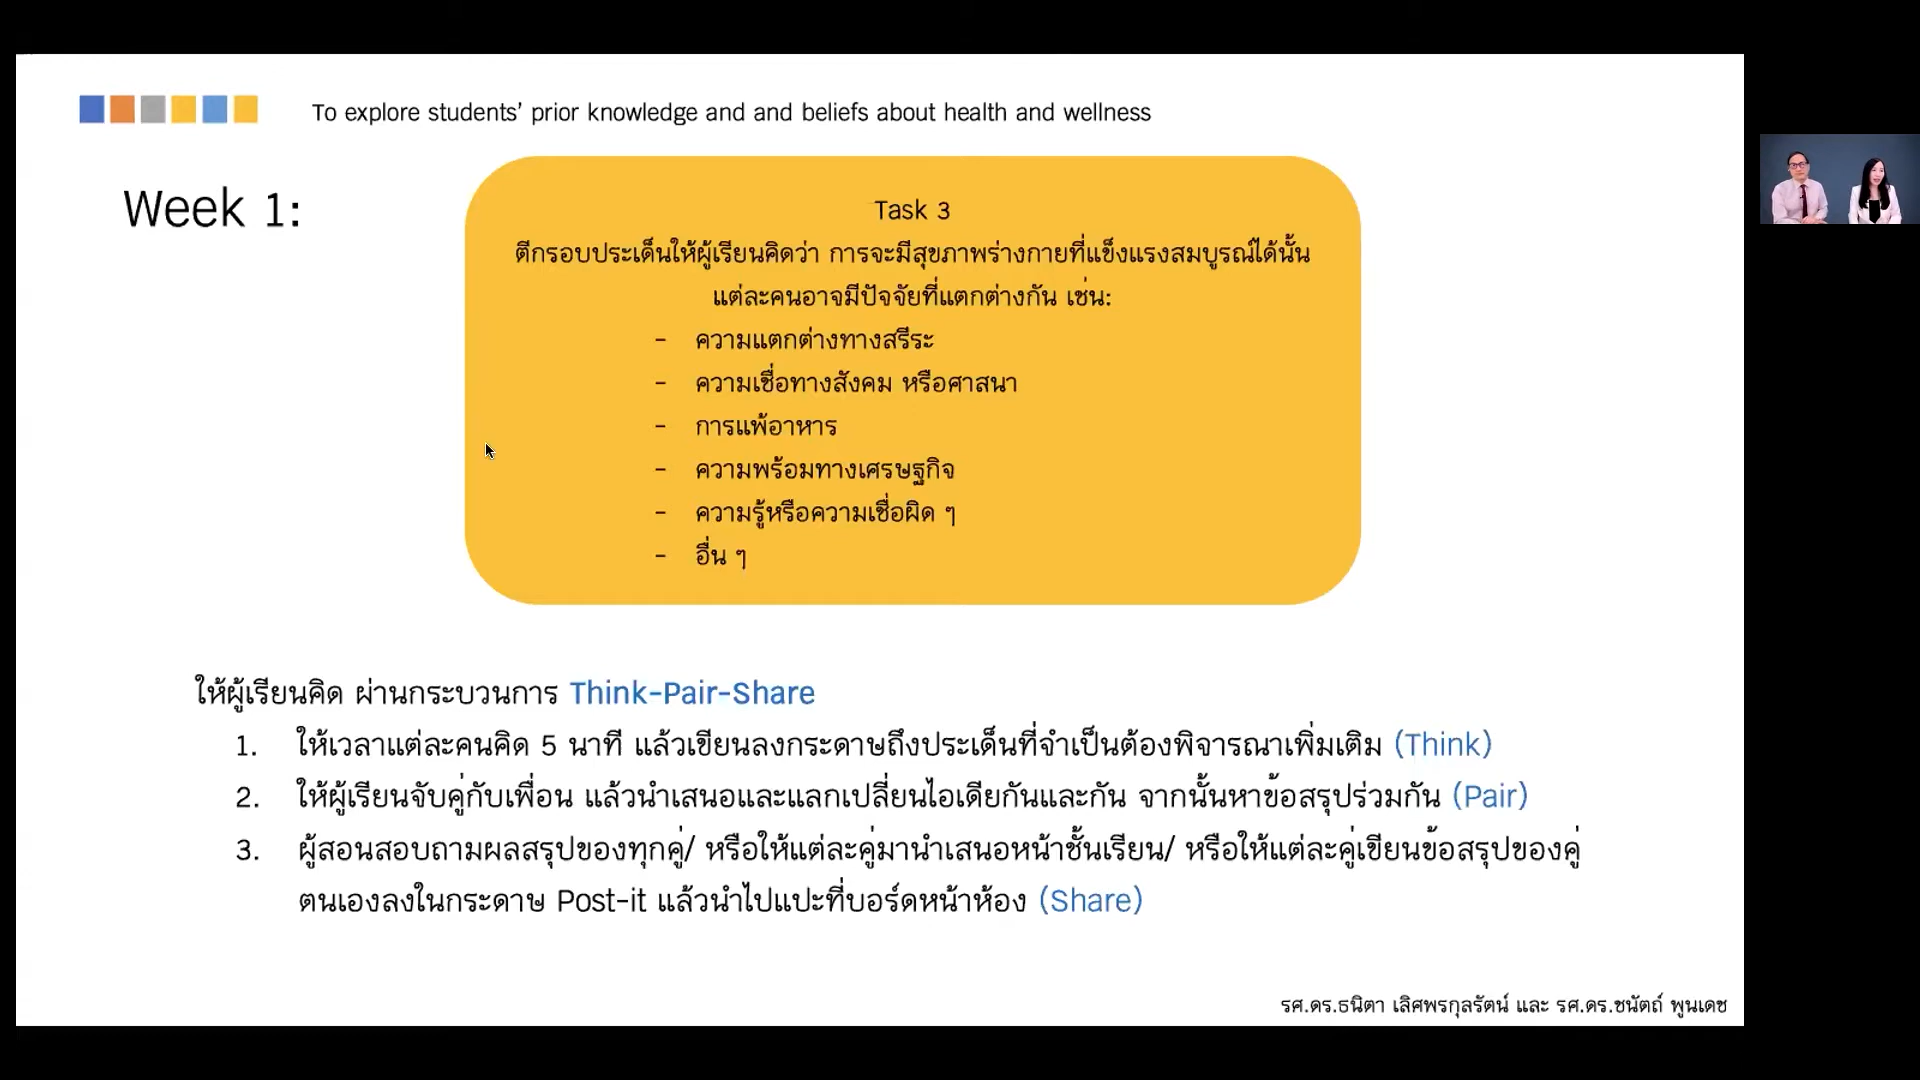 To explore students' prior knowledge and and beliefs about health and wellness
Week 1:
Task 3
ตีกรอบประเด็นให้ผู้เรียนคิดว่า การจะมีสุขภาพร่างกายที่แข็งแรงสมบูรณ์ได้นั้น
แต่ละคนอาจมีปัจจัยที่แตกต่างกัน เช่น:
- ความแตกต่างทางสรีระ
- ความเชื่อทางสังคม หรือศาสนา
- การแพ้อาหาร
- ความพร้อมทางเศรษฐกิจ
- ความรู้หรือความเชื่อผิด ๆ
- อื่น ๆ
ให้ผู้เรียนคิด ผ่านกระบวนการ Think-Pair-Share
1. ให้เวลาแต่ละคนคิด 5 นาที แล้วเขียนลงกระดาษถึงประเด็นที่จำเป็นต้องพิจารณาเพิ่มเติม (Think)
2. ให้ผู้เรียนจับคู่กับเพื่อน แล้วนำเสนอและแลกเปลี่ยนไอเดียกันและกัน จากนั้นหาข้อสรุปร่วมกัน (Pair)
3. ผู้สอนสอบถามผลสรุปของทุกคู่/ หรือให้แต่ละคู่มานำเสนอหน้าชั้นเรียน/ หรือให้แต่ละคู่เขียนข้อสรุปของคู่
ตนเองลงในกระดาษ Post-it แล้วนำไปแปะที่บอร์ดหน้าห้อง (Share)
รศ.ดร.ธนิตา เลิศพรกุลรัตน์ และ รศ.ดร.ชนัตถ์ พูนเดช